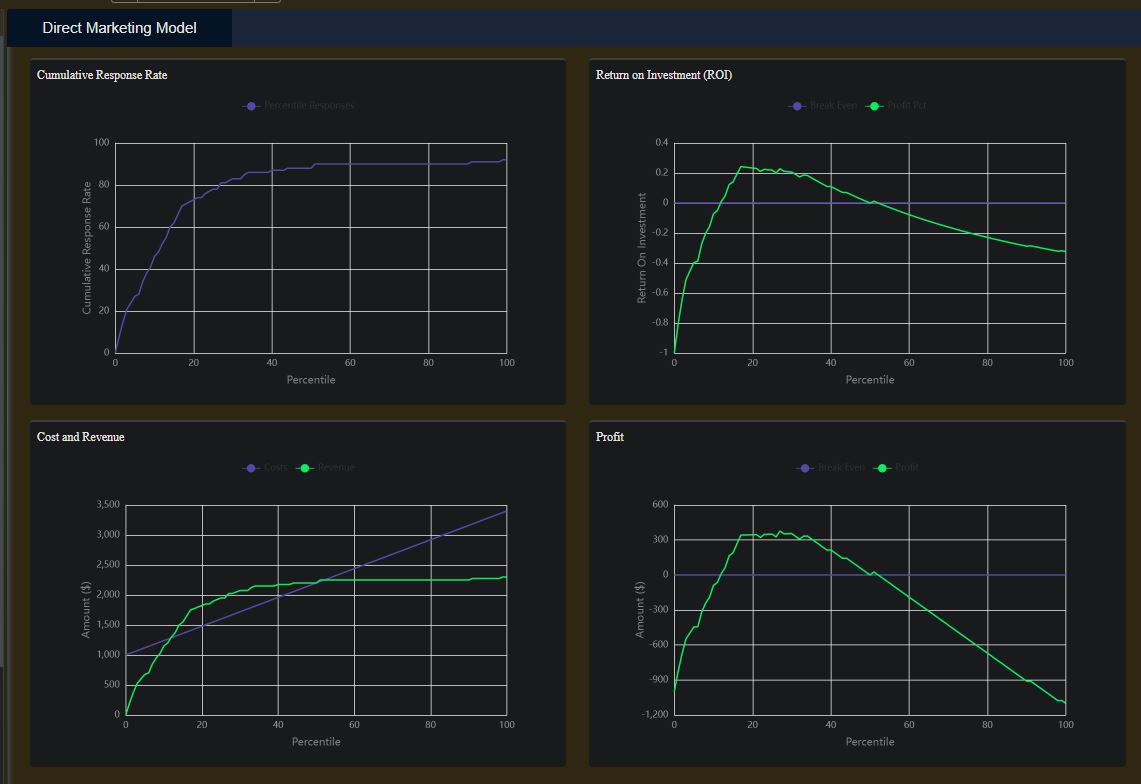 Direct Marketing Model
Cumulative Response Rate
Percentile Responses
100
80
60
40
20
0
Cumulative Response Rate
0 20 40 60 80 100
Percentile
Return on Investment (ROI)
Break Even Profit Pct
0.4
0.2
0
-0.2
-0.4
-0.6
-0.8
-1
Return On Investment
0 20 40 60 80 100
Percentile
Cost and Revenue
Costs Revenue
3,500
3,000
2,500
2,000
1,500
1,000
500
0
Amount ($)
0 20 40 60 80 100
Percentile
Profit
Break Even Profit
600
300
0
-300
-600
-900
-1,200
Amount ($)
0 20 40 60 80 100
Percentile